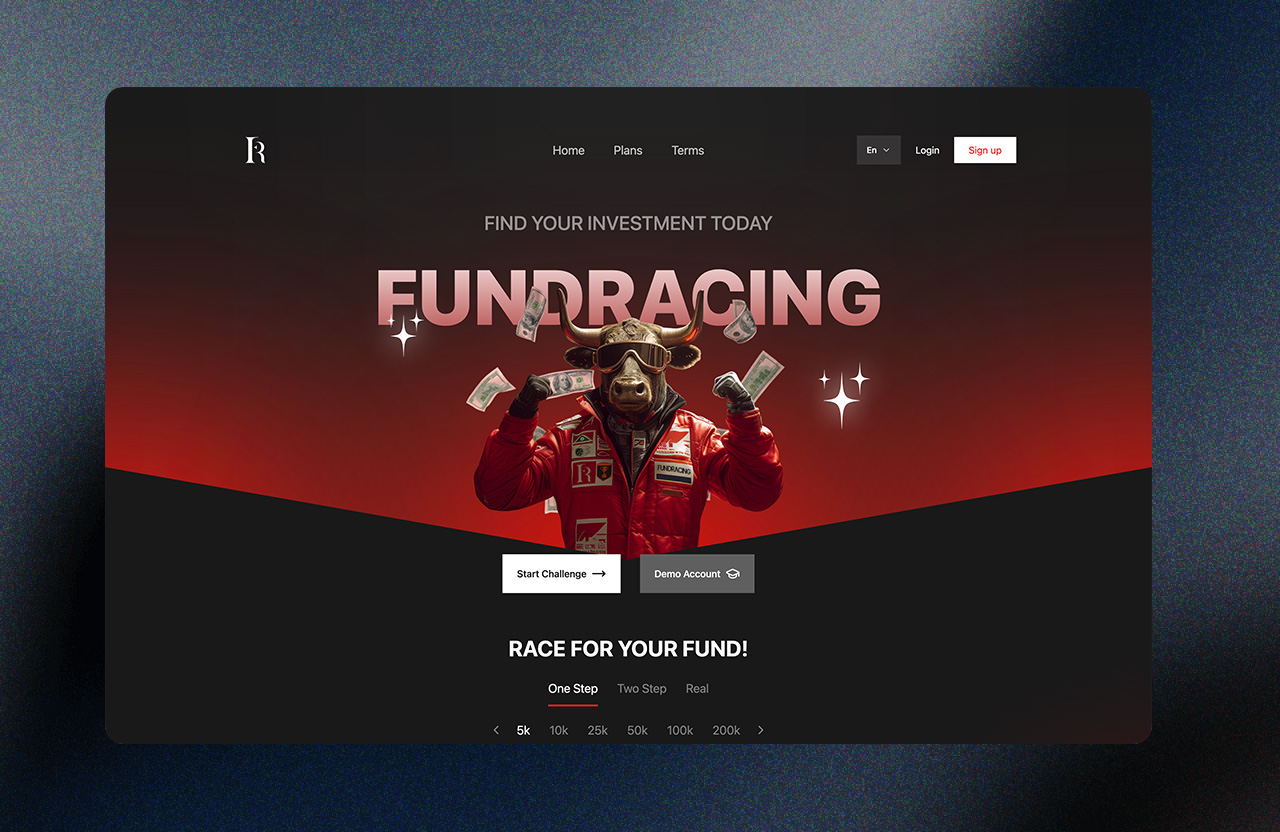 R
Home Plans Terms
En Login Sign up
FIND YOUR INVESTMENT TODAY
FUNDRACING
FUNDRACING
Start Challenge Demo Account
RACE FOR YOUR FUND!
One Step Two Step Real
5k 10k 25k 50k 100k 200k